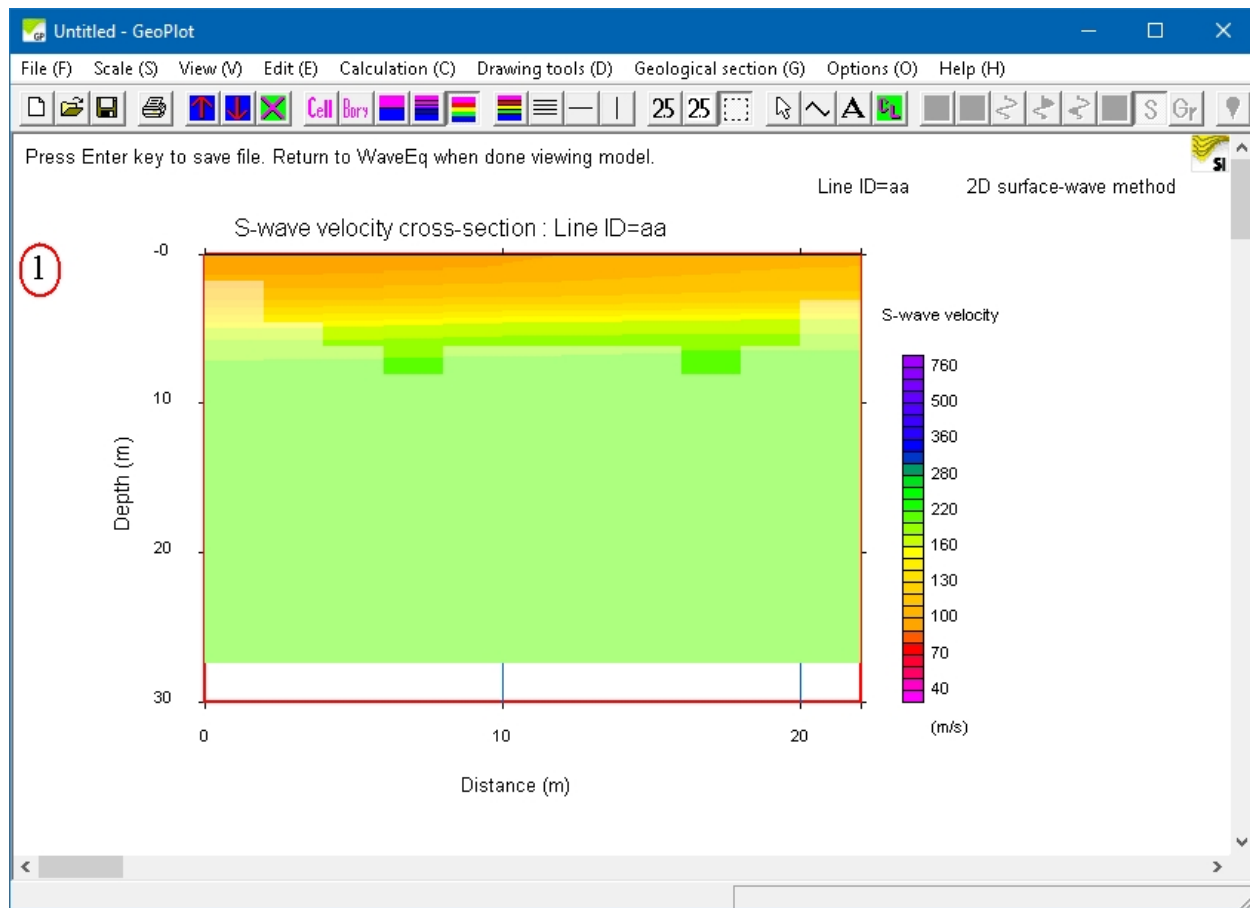 Untitled - GeoPlot
File (F) Scale (S) View (V) Edit (E) Calculation (C) Drawing tools (D) Geological section (G) Options (O) Help (H)
Cell Bory 25 25 A S Gr
Press Enter key to save file. Return to WaveEq when done viewing model.
SI
Line ID=aa 2D surface-wave method
S-wave velocity cross-section : Line ID=aa
1
-0
10
20
30
Depth (m)
0 10 20
Distance (m)
S-wave velocity
760
500
360
280
220
160
130
100
70
40
(m/s)